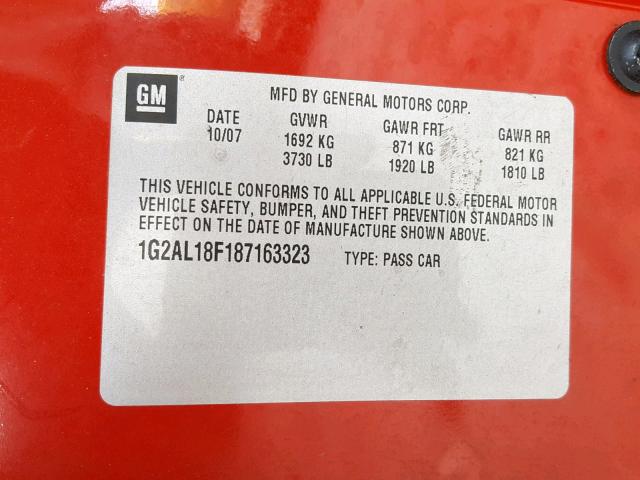 GM®
MFD BY GENERAL MOTORS CORP.
DATE GVWR GAWR FRT GAWR RR
10/07 1692 KG 871 KG 821 KG
3730 LB 1920 LB 1810 LB
THIS VEHICLE CONFORMS TO ALL APPLICABLE U.S. FEDERAL MOTOR
VEHICLE SAFETY, BUMPER, AND THEFT PREVENTION STANDARDS IN
EFFECT ON THE DATE OF MANUFACTURE SHOWN ABOVE.
1G2AL18F187163323 TYPE: PASS CAR